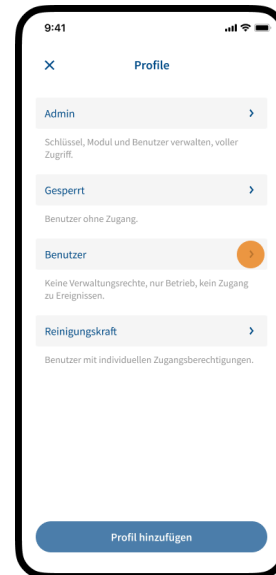 9:41
Profile
Admin
Schlüssel, Modul und Benutzer verwalten, voller
Zugriff.
Gesperrt
Benutzer ohne Zugang.
Benutzer
Keine Verwaltungsrechte, nur Betrieb, kein Zugang
zu Ereignissen.
Reinigungskraft
Benutzer mit individuellen Zugangsberechtigungen.
Profil hinzufügen